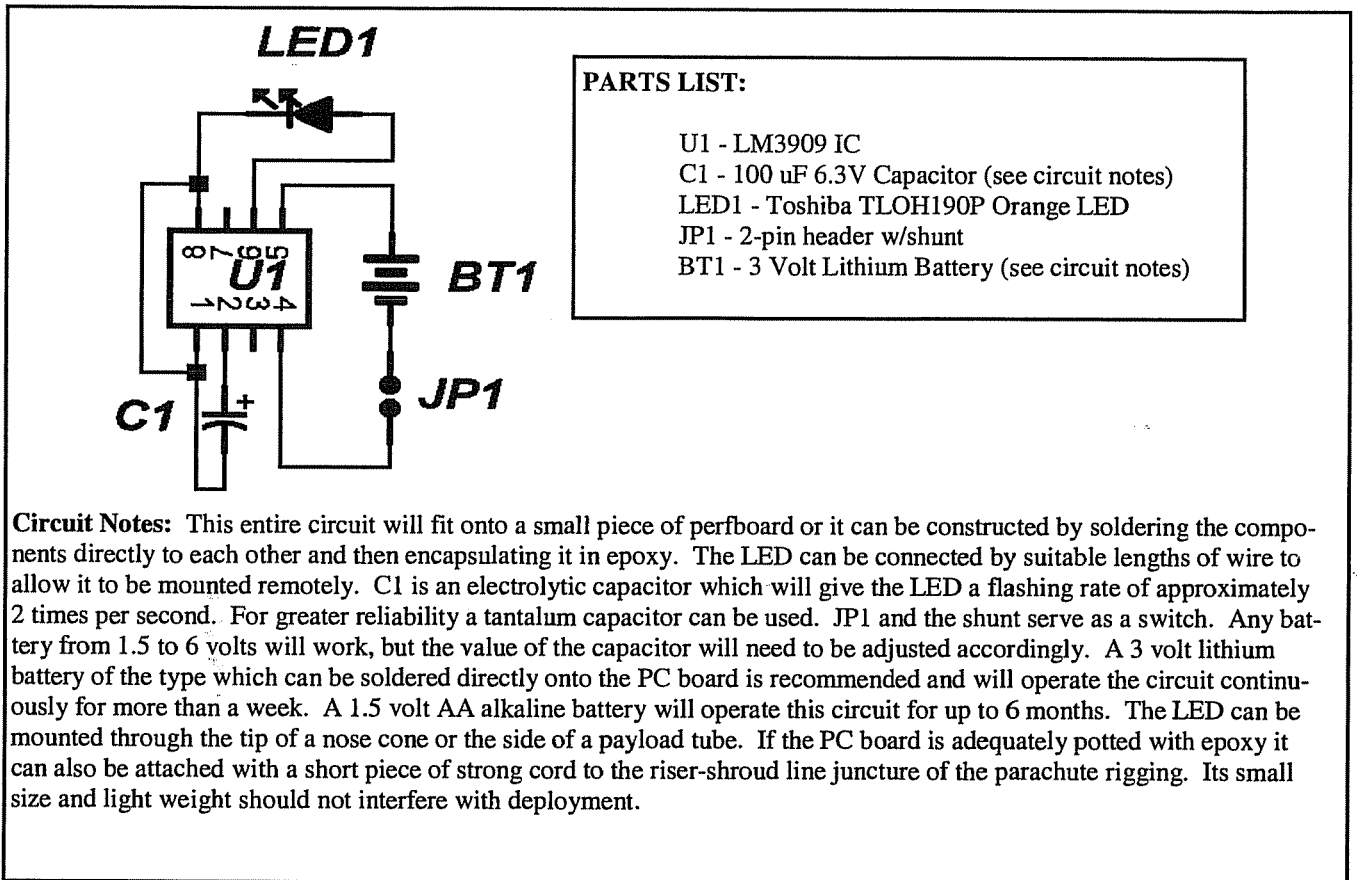 LED1
PARTS LIST:
U1 - LM3909 IC
C1 - 100 uF 6.3V Capacitor (see circuit notes)
LED1 - Toshiba TLOH190P Orange LED
JP1 - 2-pin header w/shunt
BT1 - 3 Volt Lithium Battery (see circuit notes)
8 7 6 5
U1
1 2 3 4
BT1
JP1
C1 +
Circuit Notes: This entire circuit will fit onto a small piece of perfboard or it can be constructed by soldering the compo-
nents directly to each other and then encapsulating it in epoxy. The LED can be connected by suitable lengths of wire to
allow it to be mounted remotely. C1 is an electrolytic capacitor which will give the LED a flashing rate of approximately
2 times per second. For greater reliability a tantalum capacitor can be used. JP1 and the shunt serve as a switch. Any bat-
tery from 1.5 to 6 volts will work, but the value of the capacitor will need to be adjusted accordingly. A 3 volt lithium
battery of the type which can be soldered directly onto the PC board is recommended and will operate the circuit continu-
ously for more than a week. A 1.5 volt AA alkaline battery will operate this circuit for up to 6 months. The LED can be
mounted through the tip of a nose cone or the side of a payload tube. If the PC board is adequately potted with epoxy it
can also be attached with a short piece of strong cord to the riser-shroud line juncture of the parachute rigging. Its small
size and light weight should not interfere with deployment.